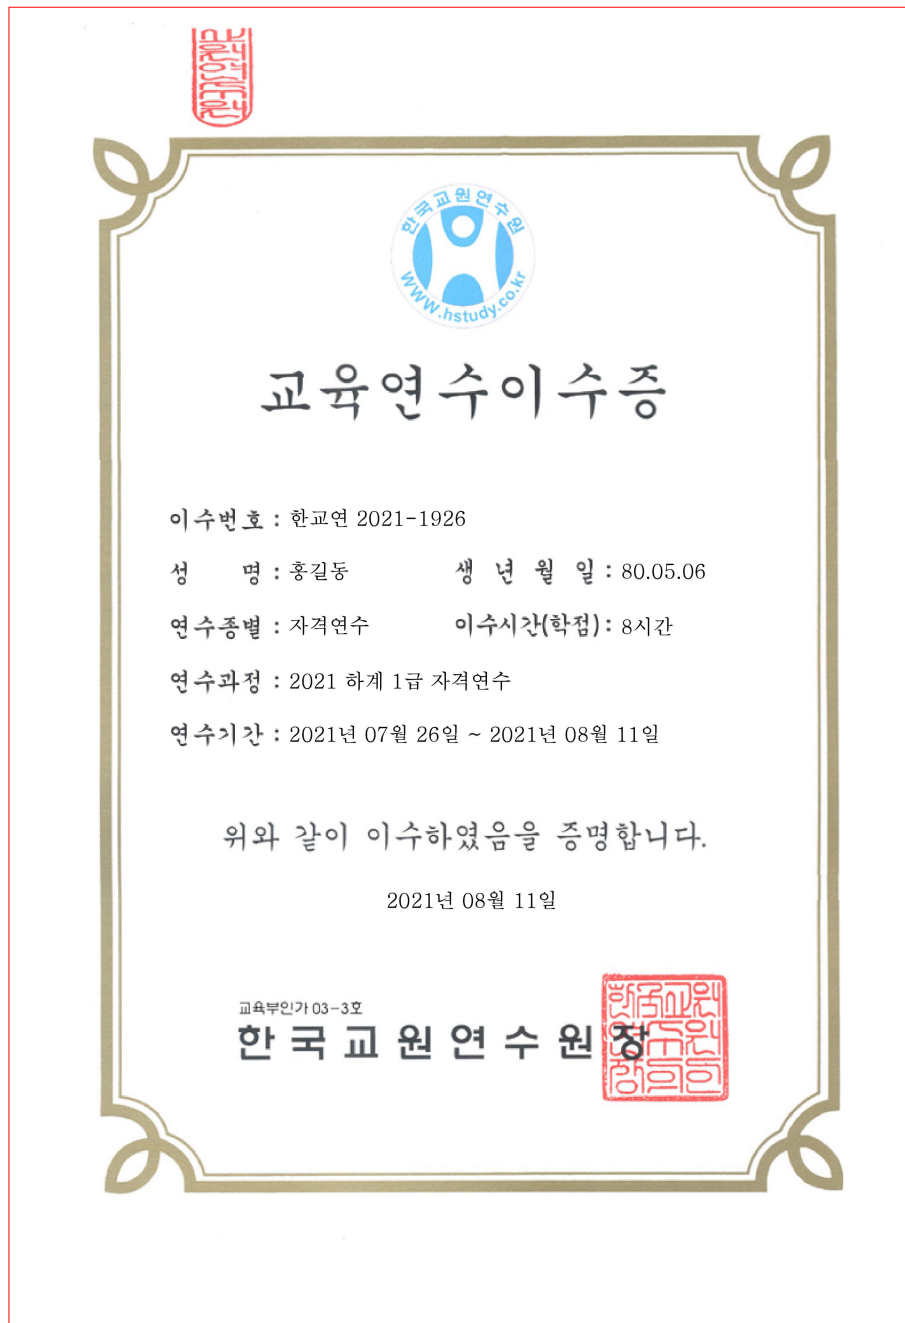 한국교원연수원
www.hstudy.co.kr
교육연수이수증
이수번호 : 한교연 2021-1926
성 명 : 홍길동 생 년 월 일 : 80.05.06
연수종별 : 자격연수 이수시간(학점) : 8시간
연수과정 : 2021 하계 1급 자격연수
연수기간 : 2021년 07월 26일 ~ 2021년 08월 11일
위와 같이 이수하였음을 증명합니다.
2021년 08월 11일
교육부인가 03-3호
한국교원연수원장